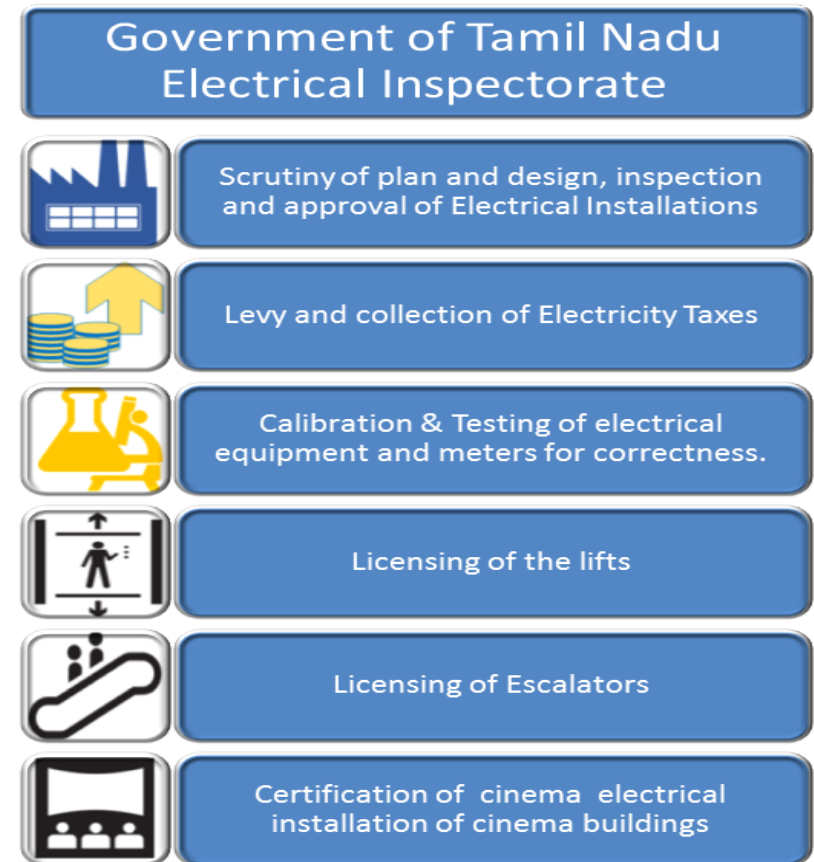 Government of Tamil Nadu
Electrical Inspectorate
Scrutiny of plan and design, inspection
and approval of Electrical Installations
Levy and collection of Electricity Taxes
Calibration & Testing of electrical
equipment and meters for correctness.
Licensing of the lifts
Licensing of Escalators
Certification of cinema electrical
installation of cinema buildings